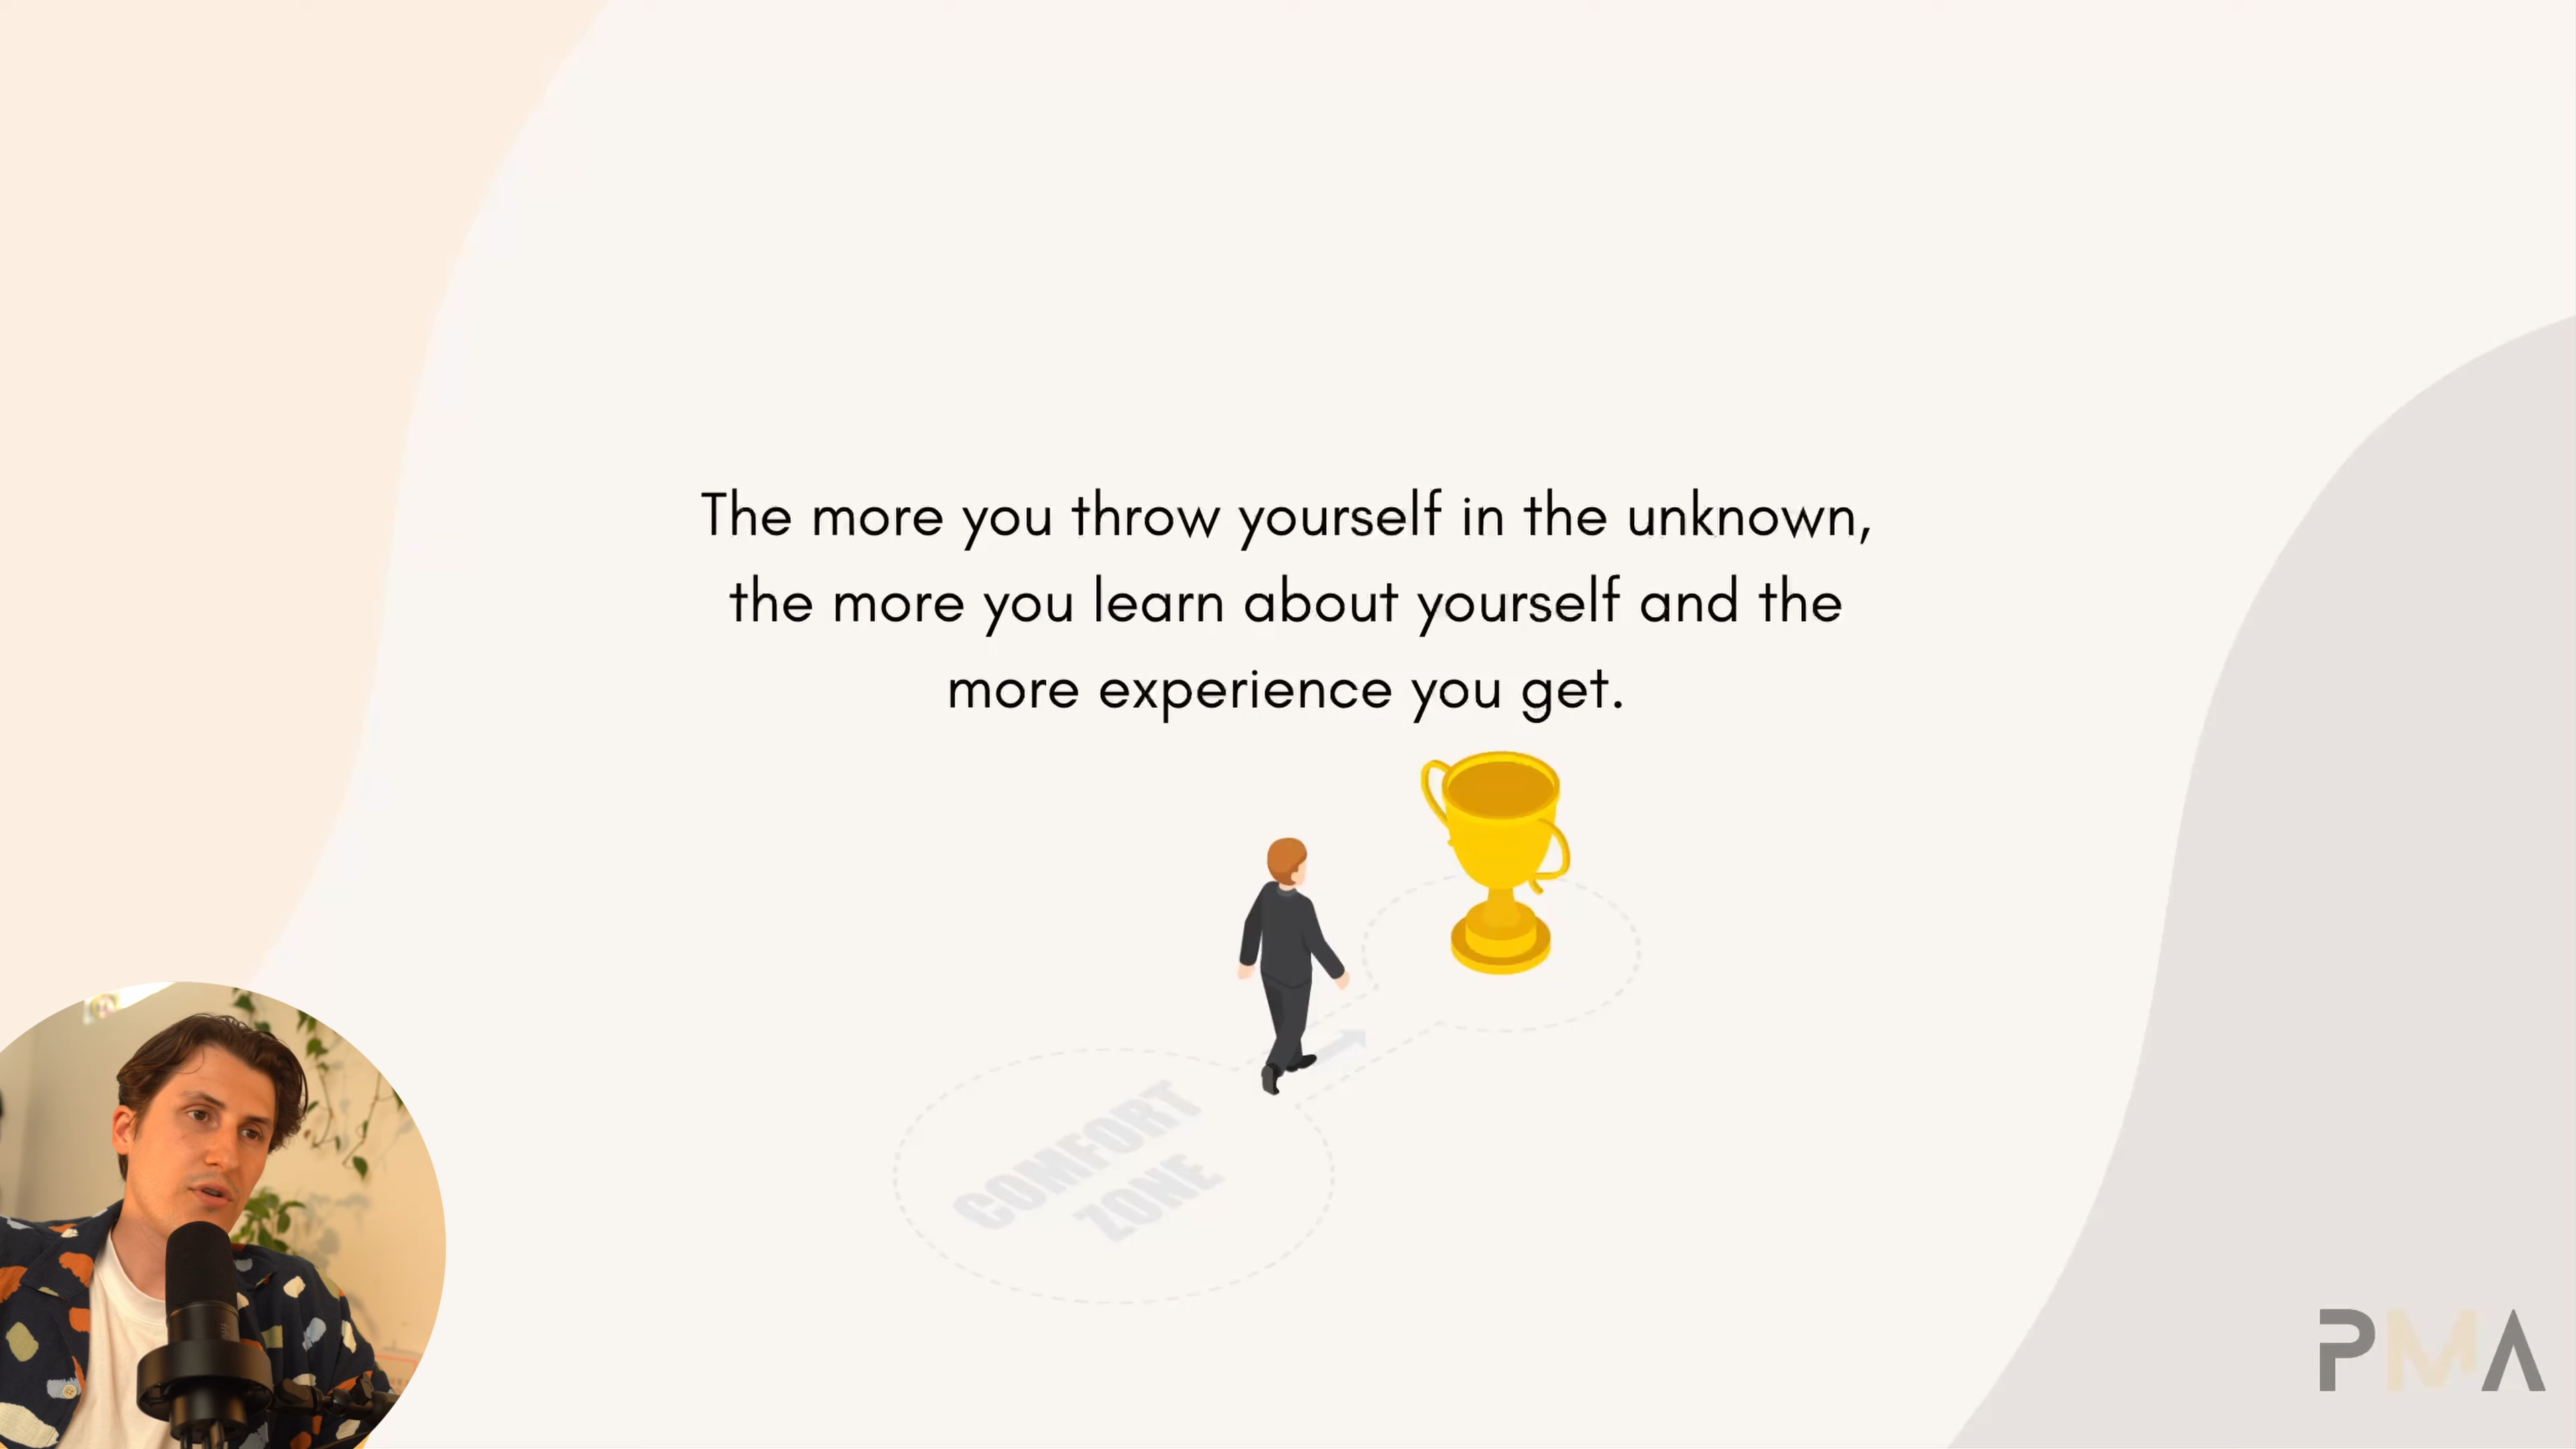 The more you throw yourself in the unknown,
the more you learn about yourself and the
more experience you get.
COMFORT
ZONE
PMA